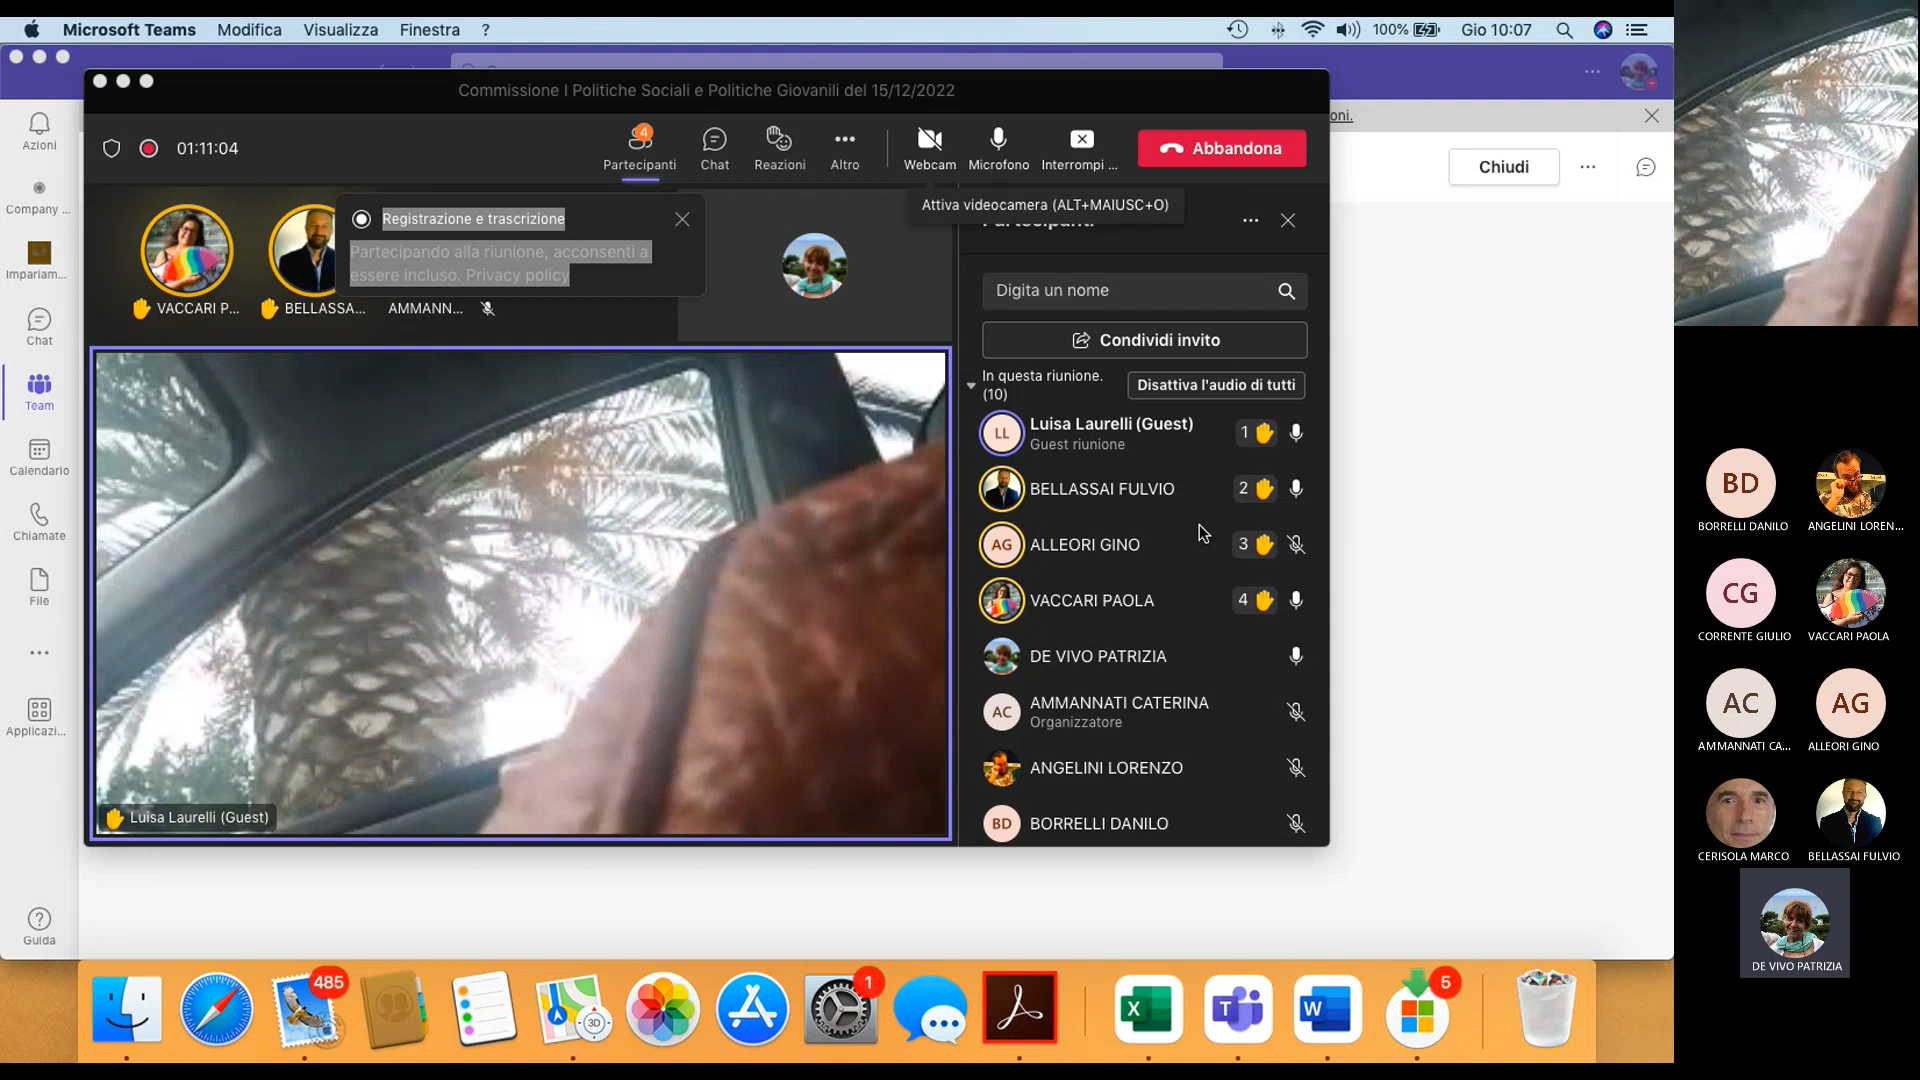 Microsoft Teams Modifica Visualizza Finestra ? 100% Gio 10:07
Commissione I Politiche Sociali e Politiche Giovanili del 15/12/2022
oni.
01:11:04
Partecipanti 4
Chat
Reazioni
Altro
Webcam
Microfono
Interrompi ...
Abbandona
Chiudi
Attiva videocamera (ALT+MAIUSC+O)
Azioni
Company ...
Impariam...
Chat
Team
Calendario
Chiamate
File
Applicazi...
Guida
Registrazione e trascrizione
Partecipando alla riunione, acconsenti a
essere incluso. Privacy policy
VACCARI P...
BELLASSA...
AMMANN...
Luisa Laurelli (Guest)
Partecipanti
Digita un nome
Condividi invito
In questa riunione.
(10)
Disattiva l'audio di tutti
LL Luisa Laurelli (Guest) 1
Guest riunione
BELLASSAI FULVIO 2
AG ALLEORI GINO 3
VACCARI PAOLA 4
DE VIVO PATRIZIA
AC AMMANNATI CATERINA
Organizzatore
ANGELINI LORENZO
BD BORRELLI DANILO
485
3D
1
X
T
W
5
BD
BORRELLI DANILO
ANGELINI LOREN...
CG
CORRENTE GIULIO
VACCARI PAOLA
AC
AMMANNATI CA...
AG
ALLEORI GINO
CERISOLA MARCO
BELLASSAI FULVIO
DE VIVO PATRIZIA